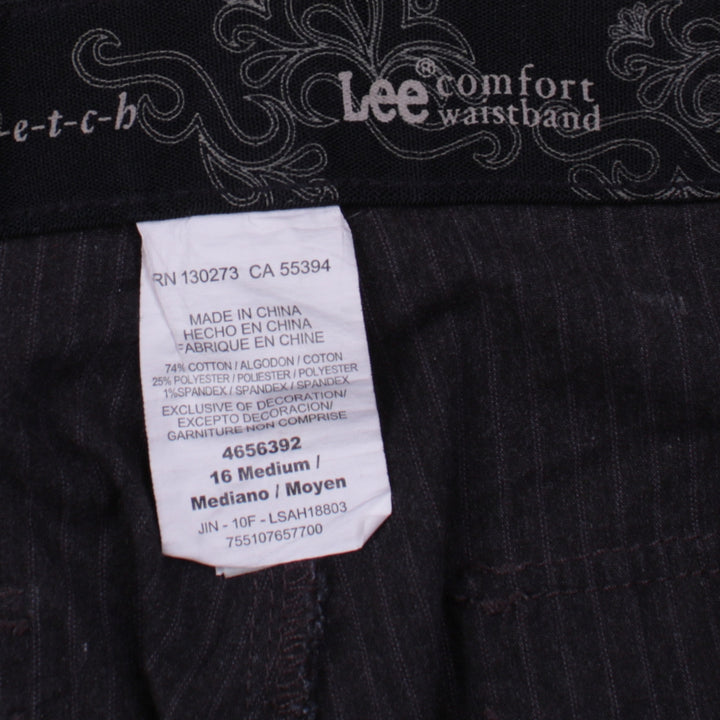 -e-t-c-h
Lee® comfort
waistband
RN 130273 CA 55394
MADE IN CHINA
HECHO EN CHINA
FABRIQUE EN CHINE
74% COTTON / ALGODON / COTON
25% POLYESTER / POLIESTER / POLYESTER
1% SPANDEX / SPANDEX / SPANDEX
EXCLUSIVE OF DECORATION/
EXCEPTO DECORACION/
GARNITURE NON COMPRISE
4656392
16 Medium /
Mediano / Moyen
JIN - 10F - LSAH18803
755107657700